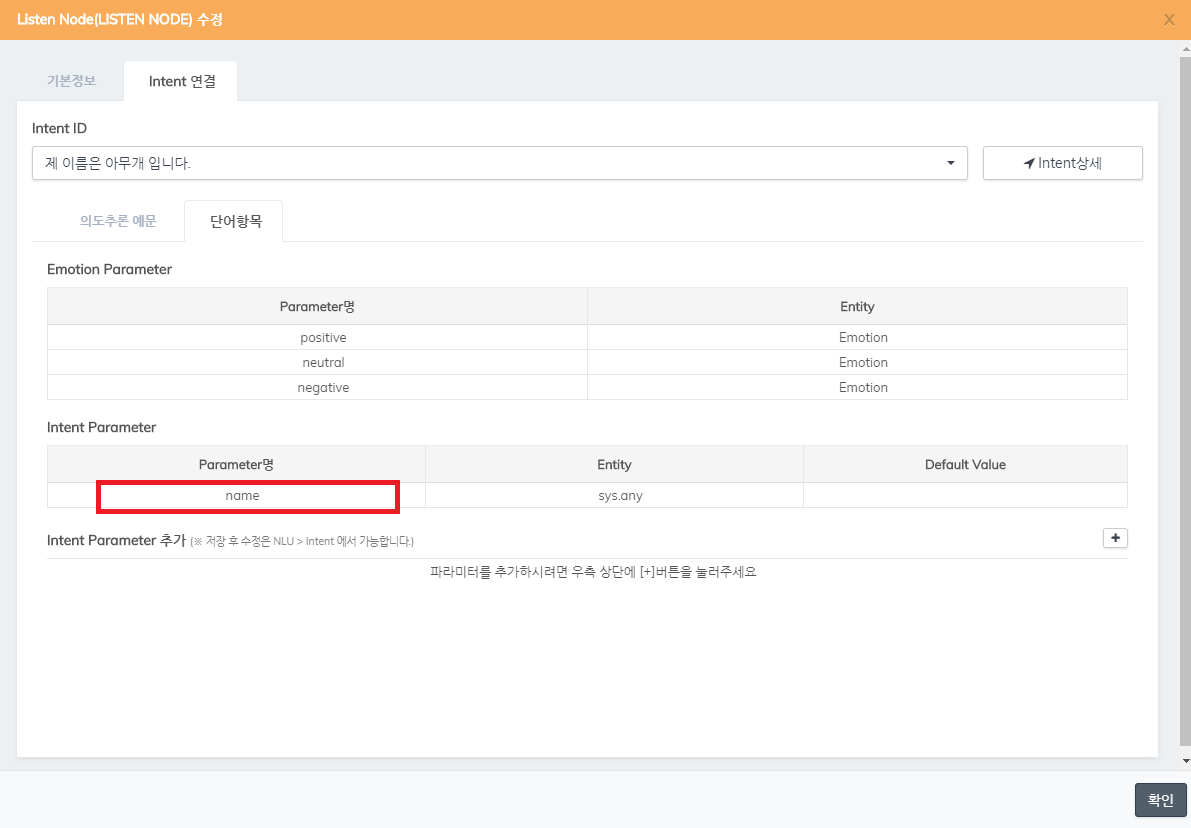 Listen Node(LISTEN NODE) 수정
X
기본정보 Intent 연결
Intent ID
제 이름은 아무개 입니다. Intent상세
의도추론 예문 단어항목
Emotion Parameter
Parameter명 Entity
positive Emotion
neutral Emotion
negative Emotion
Intent Parameter
Parameter명 Entity Default Value
name sys.any
Intent Parameter 추가 (※ 저장 후 수정은 NLU > Intent 에서 가능합니다.) +
파라미터를 추가하시려면 우측 상단에 [+]버튼을 눌러주세요
확인